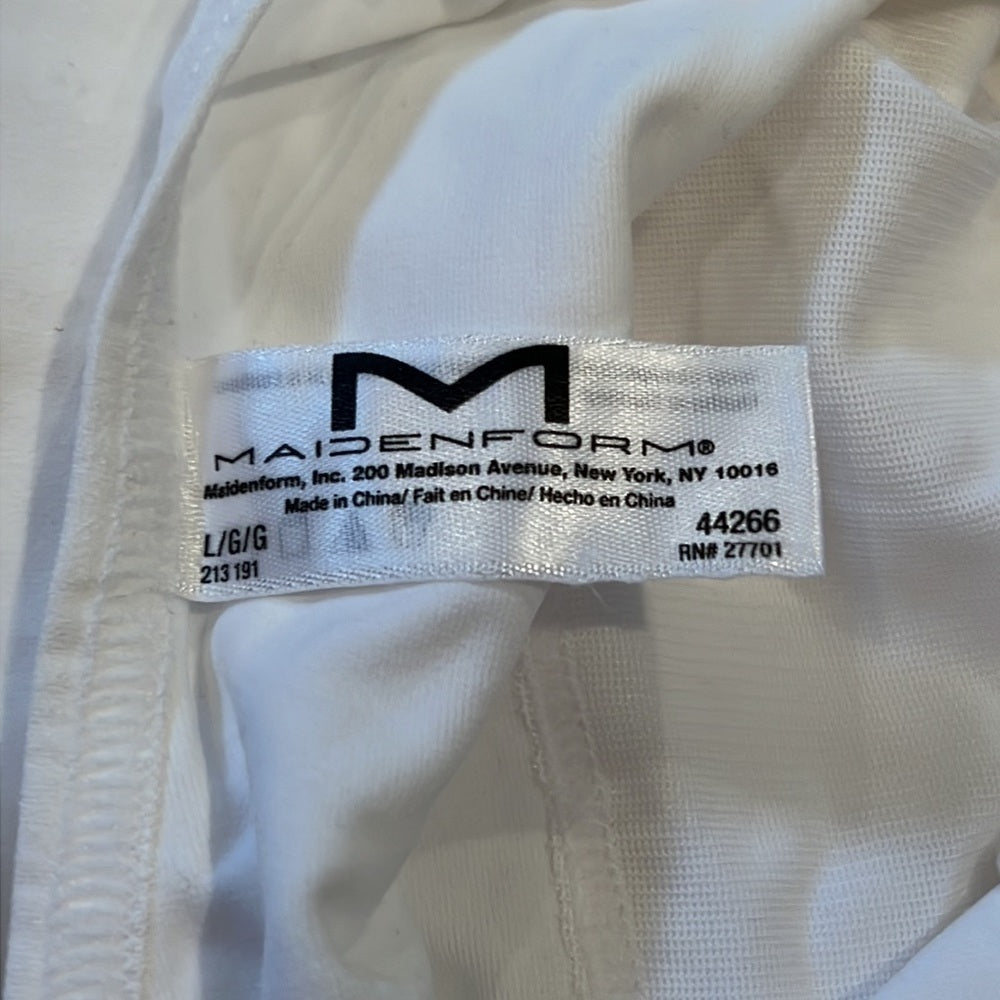 M
MAIDENFORM®
Maidenform, Inc. 200 Madison Avenue, New York, NY 10016
Made in China/ Fait en Chine/ Hecho en China
44266
L/G/G
RN# 27701
213 191